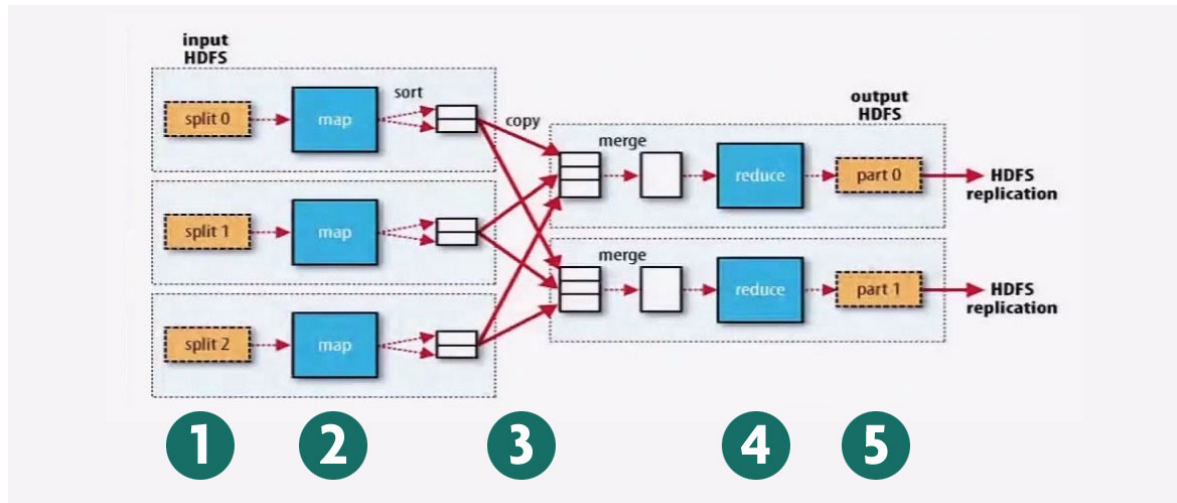 input
HDFS
split 0
map
sort
copy
split 1
map
split 2
map
output
HDFS
merge
reduce
part 0
HDFS
replication
merge
reduce
part 1
HDFS
replication
1
2
3
4
5